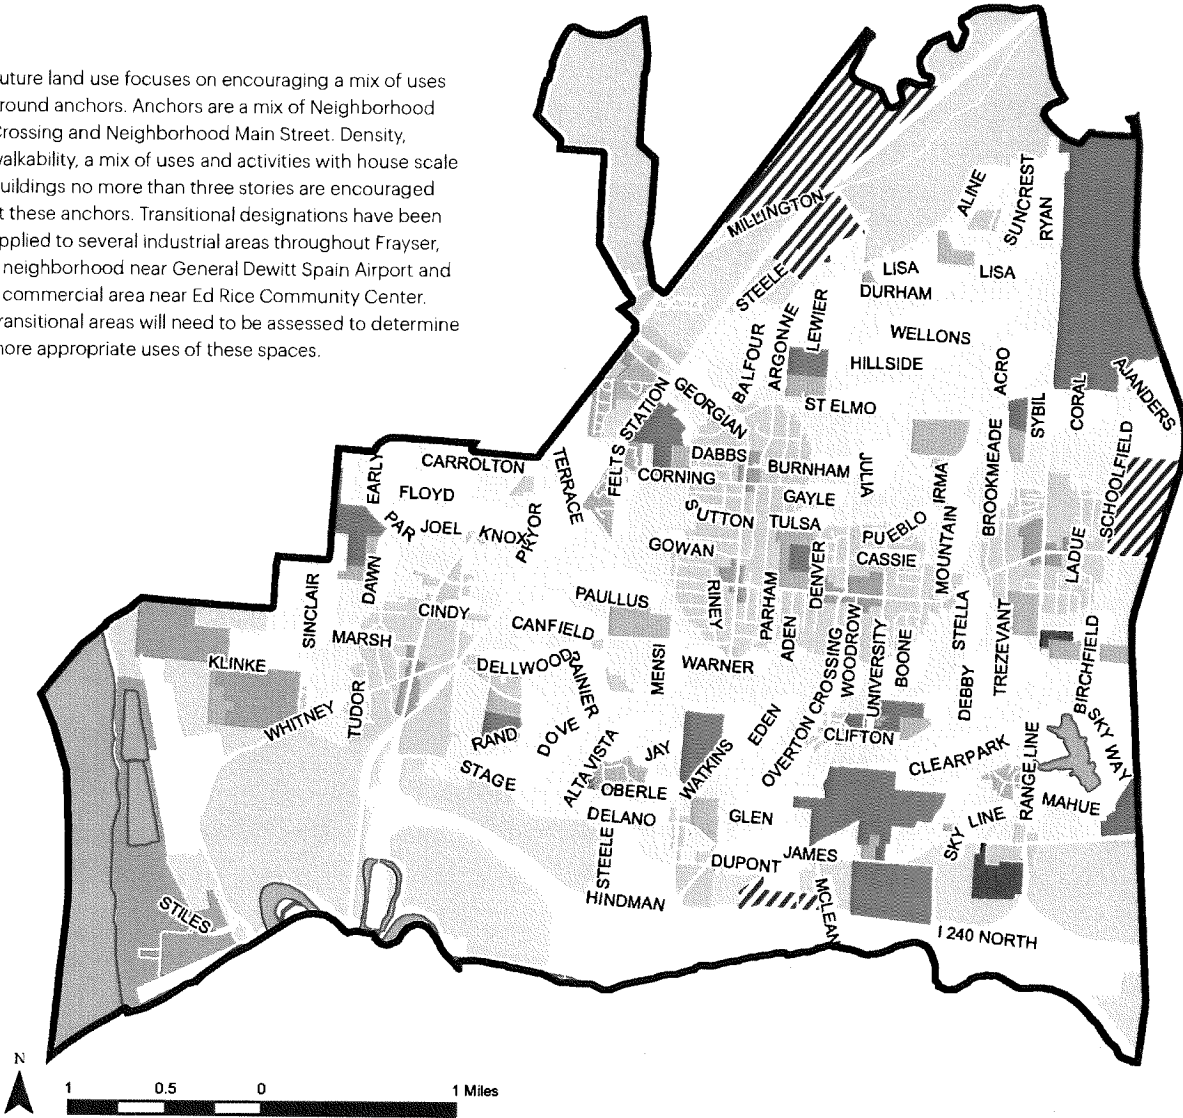 uture land use focuses on encouraging a mix of uses
round anchors. Anchors are a mix of Neighborhood
Crossing and Neighborhood Main Street. Density,
walkability, a mix of uses and activities with house scale
uildings no more than three stories are encouraged
t these anchors. Transitional designations have been
pplied to several industrial areas throughout Frayser,
neighborhood near General Dewitt Spain Airport and
commercial area near Ed Rice Community Center.
ransitional areas will need to be assessed to determine
more appropriate uses of these spaces.
MILLINGTON
ALINE
SUNCREST
RYAN
STEELE
LISA
LISA
DURHAM
LEWIER
ARGONNE
BALFOUR
WELLONS
HILLSIDE
ACRO
AJANDERS
GEORGIAN
ST ELMO
SYBIL
CORAL
FELTS STATION
DABBS
BURNHAM
JULIA
IRMA
BROOKMEADE
SCHOOLFIELD
CARROLTON
TERRACE
CORNING
EARLY
FLOYD
GAYLE
PAR
JOEL
KNOX
PRYOR
SUTTON
TULSA
PUEBLO
MOUNTAIN
LADUE
GOWAN
DENVER
CASSIE
SINCLAIR
DAWN
CINDY
PAULLUS
RINEY
PARHAM
ADEN
STELLA
TREZEVANT
MARSH
CANFIELD
WOODROW
UNIVERSITY
BOONE
BIRCHFIELD
KLINKE
DELLWOOD
RAINIER
MENSI
WARNER
DEBBY
WHITNEY
TUDOR
RAND
DOVE
ALTA VISTA
JAY
WATKINS
EDEN
OVERTON CROSSING
CLIFTON
CLEARPARK
RANGE LINE
SKY WAY
STAGE
OBERLE
MAHUE
DELANO
GLEN
SKY LINE
STEELE
DUPONT
JAMES
HINDMAN
MCLEAN
STILES
I 240 NORTH
N
1 0.5 0 1 Miles